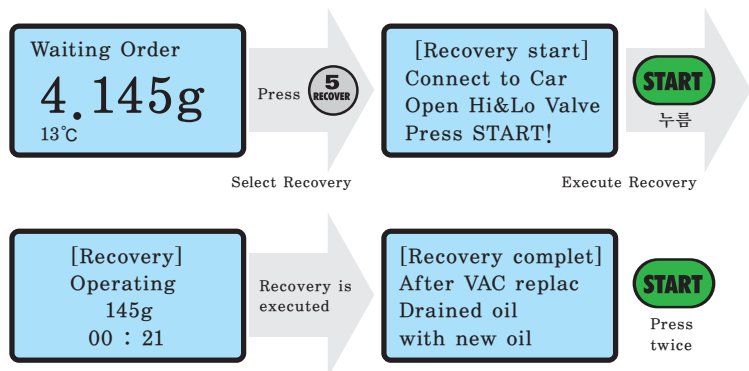 Waiting Order
4.145g
13℃
Press
5
RECOVER
Select Recovery
[Recovery start]
Connect to Car
Open Hi&Lo Valve
Press START!
START
누름
Execute Recovery
[Recovery]
Operating
145g
00 : 21
Recovery is
executed
[Recovery complet]
After VAC replac
Drained oil
with new oil
START
Press
twice